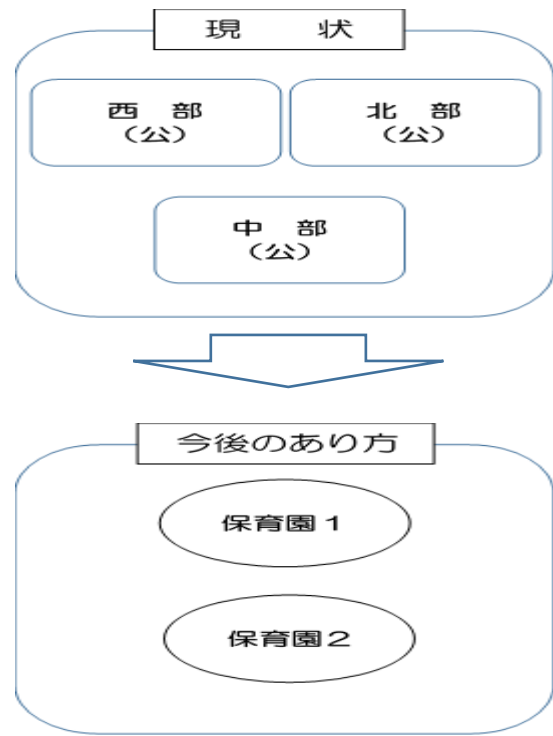 現　状
西　部
（公）
北　部
（公）
中　部
（公）
今後のあり方
保育園１
保育園２